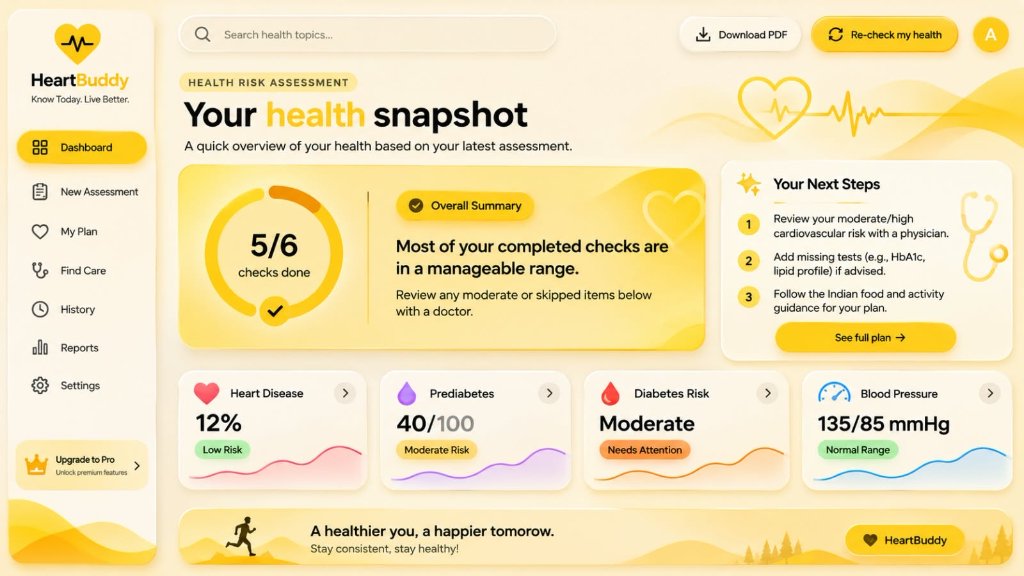 HeartBuddy
Know Today. Live Better.
Dashboard
New Assessment
My Plan
Find Care
History
Reports
Settings
Upgrade to Pro
Unlock premium features
Search health topics...
Download PDF
Re-check my health
A
HEALTH RISK ASSESSMENT
Your health snapshot
A quick overview of your health based on your latest assessment.
5/6
checks done
Overall Summary
Most of your completed checks are
in a manageable range.
Review any moderate or skipped items below
with a doctor.
Your Next Steps
1
Review your moderate/high
cardiovascular risk with a physician.
2
Add missing tests (e.g., HbA1c,
lipid profile) if advised.
3
Follow the Indian food and activity
guidance for your plan.
See full plan →
Heart Disease
12%
Low Risk
Prediabetes
40/100
Moderate Risk
Diabetes Risk
Moderate
Needs Attention
Blood Pressure
135/85 mmHg
Normal Range
A healthier you, a happier tomorow.
Stay consistent, stay healthy!
HeartBuddy